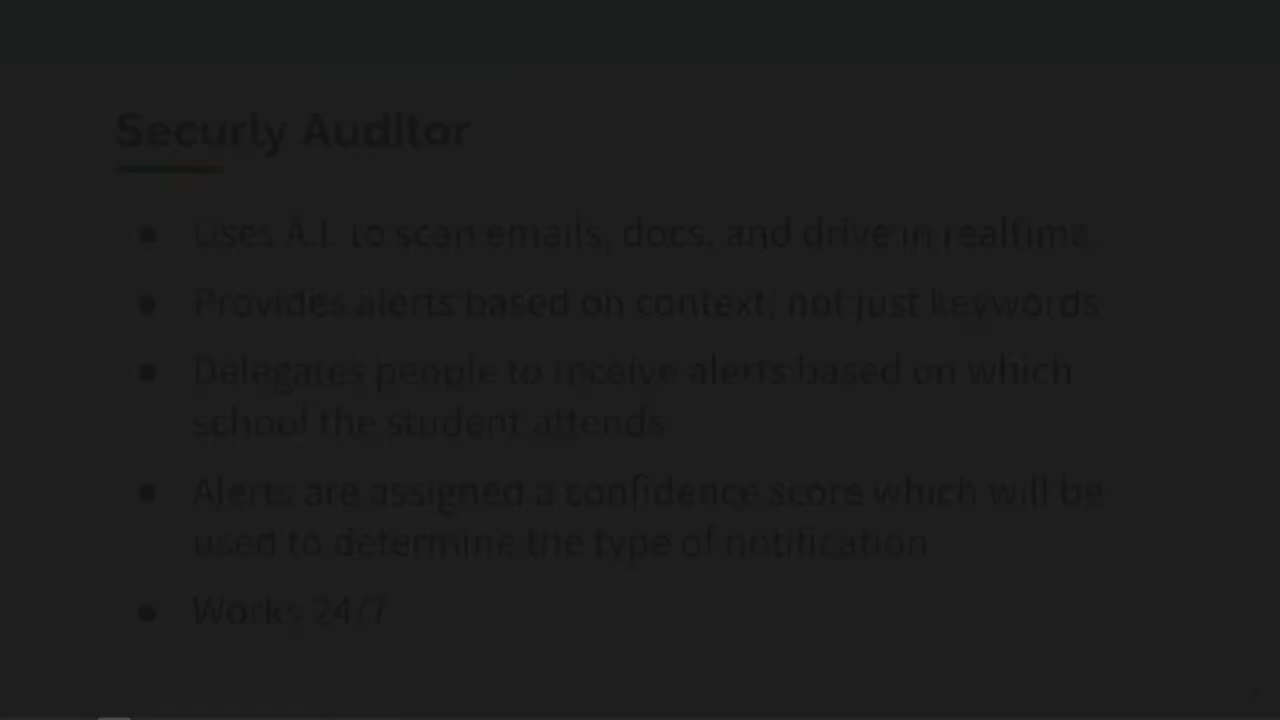 Securly Auditor
● Uses A.I. to scan emails, docs, and drive in realtime.
● Provides alerts based on context, not just keywords
● Delegates people to receive alerts based on which
school the student attends
● Alerts are assigned a confidence score which will be
used to determine the type of notification
● Works 24/7